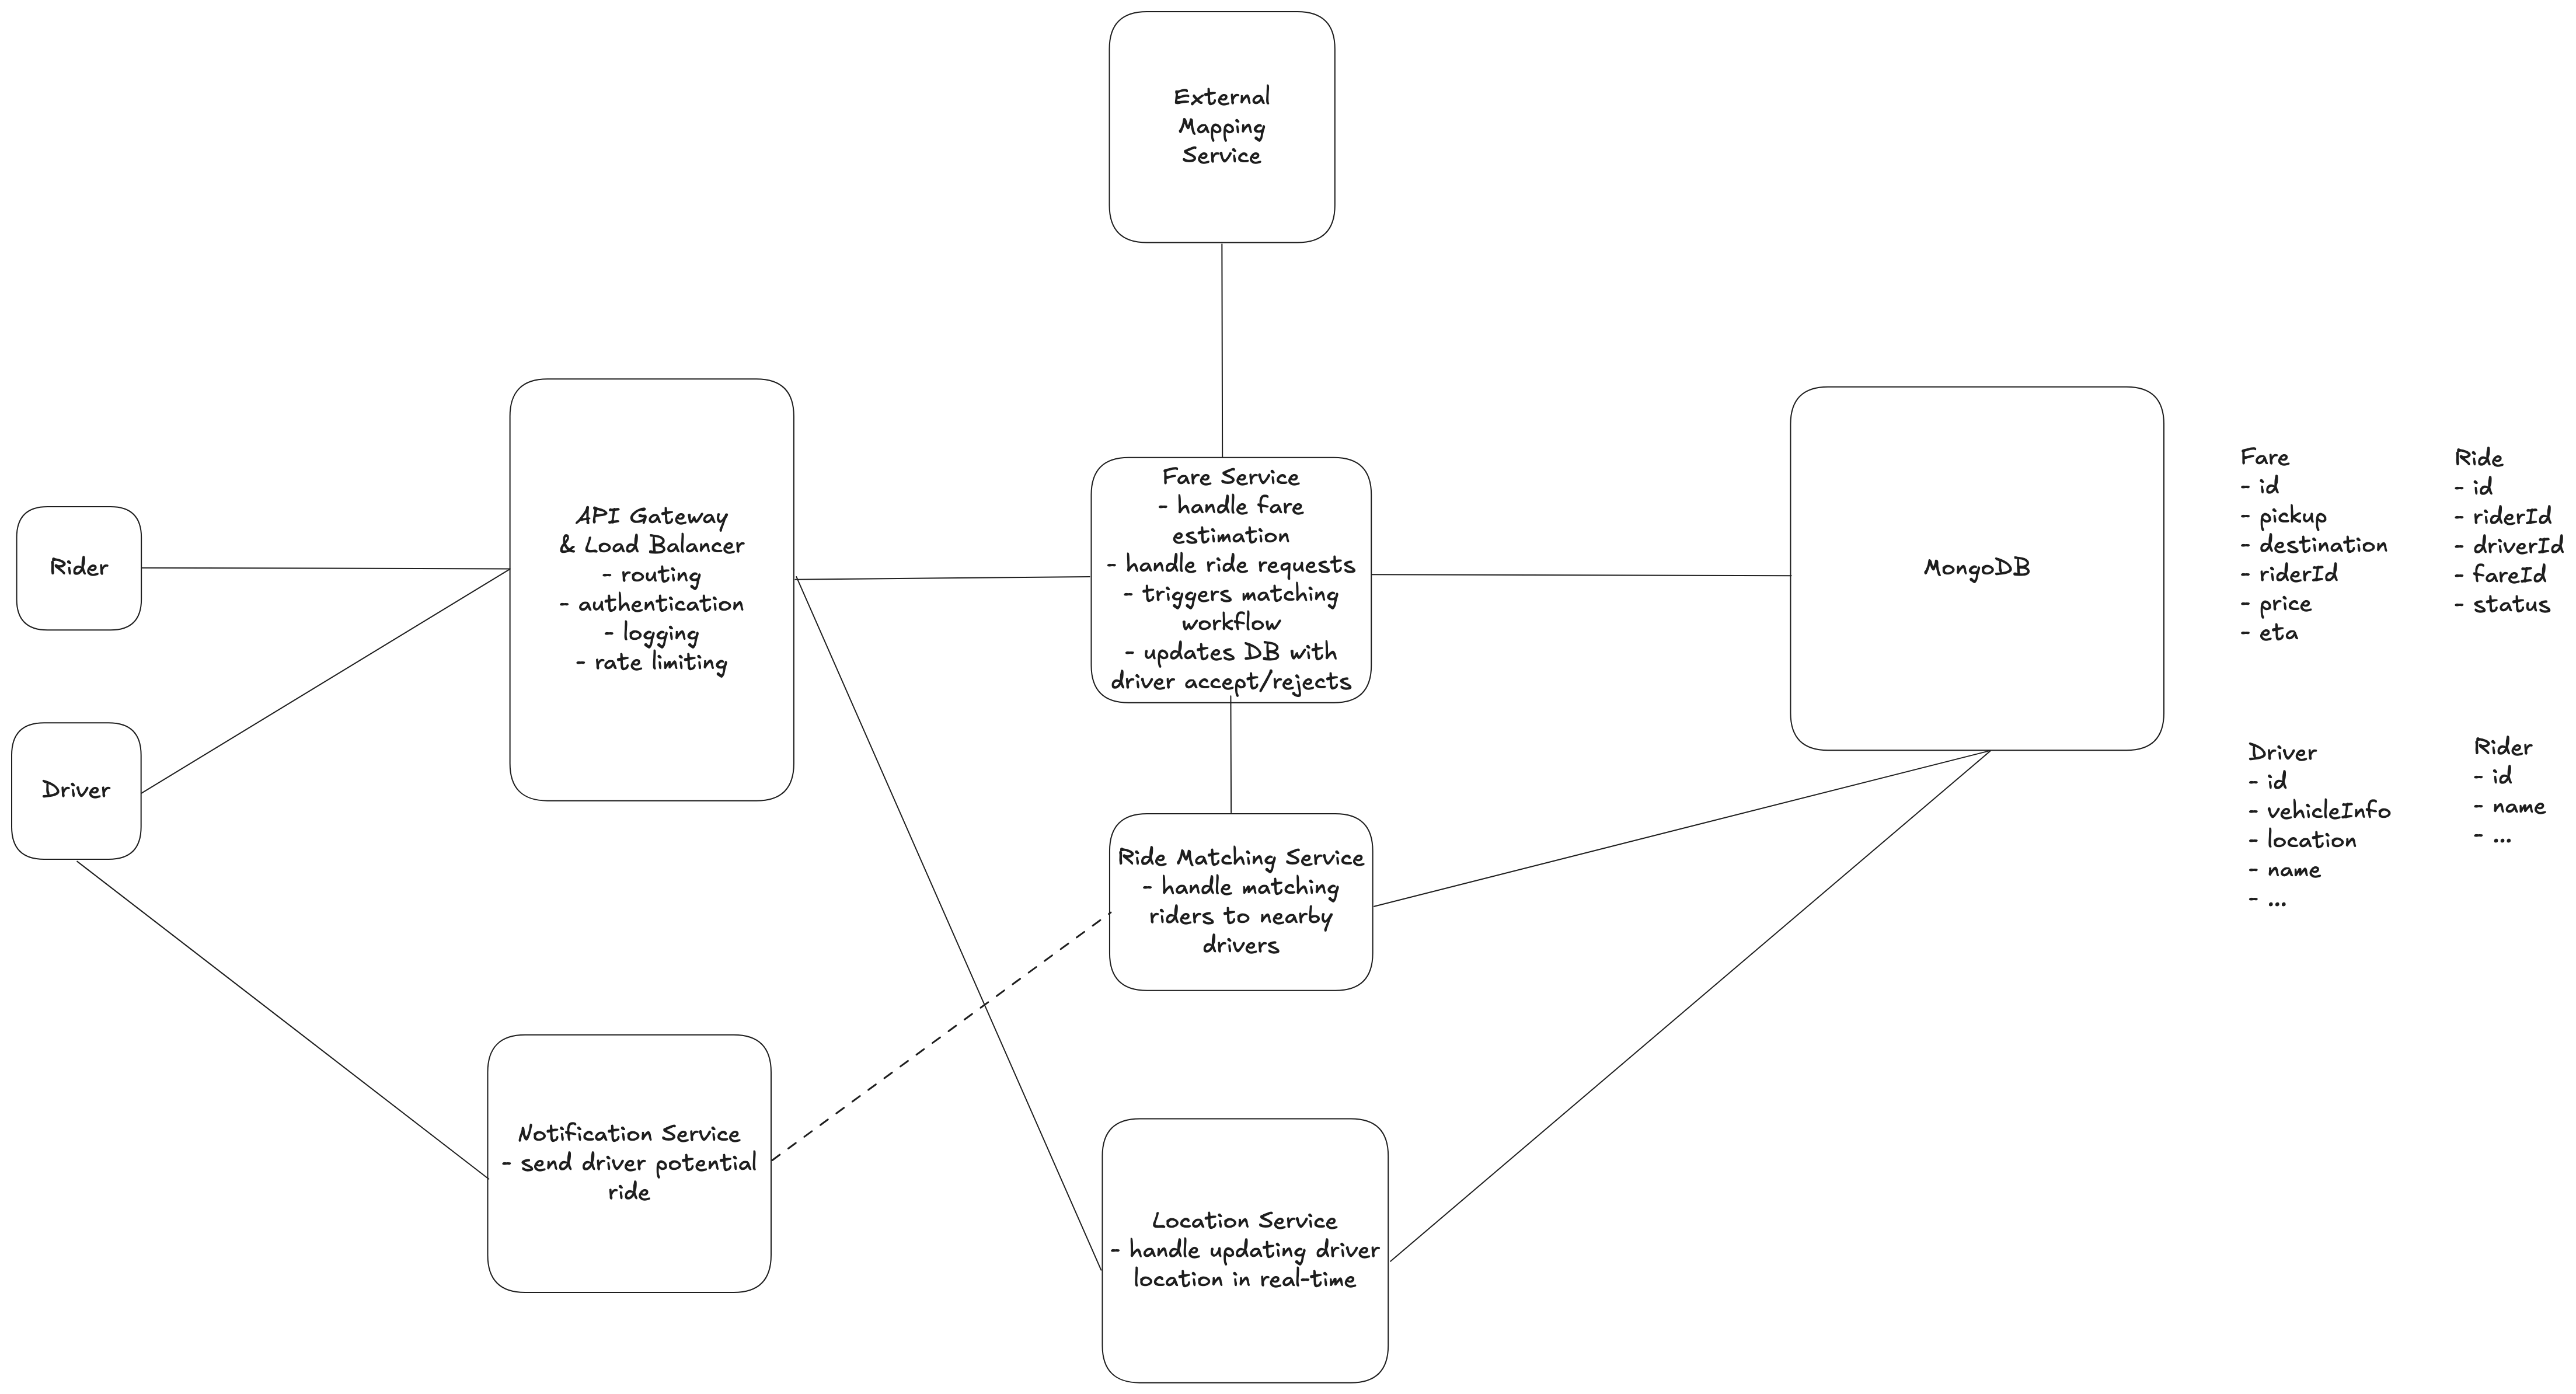 External
Mapping
Service
API Gateway
& Load Balancer
- routing
- authentication
- logging
- rate limiting
Rider
Driver
Fare Service
- handle fare
estimation
- handle ride requests
- triggers matching
workflow
- updates DB with
driver accept/rejects
MongoDB
Fare
- id
- pickup
- destination
- riderId
- price
- eta
Ride
- id
- riderId
- driverId
- fareId
- status
Driver
- id
- vehicleInfo
- location
- name
- ...
Rider
- id
- name
- ...
Ride Matching Service
- handle matching
riders to nearby
drivers
Notification Service
- send driver potential
ride
Location Service
- handle updating driver
location in real-time